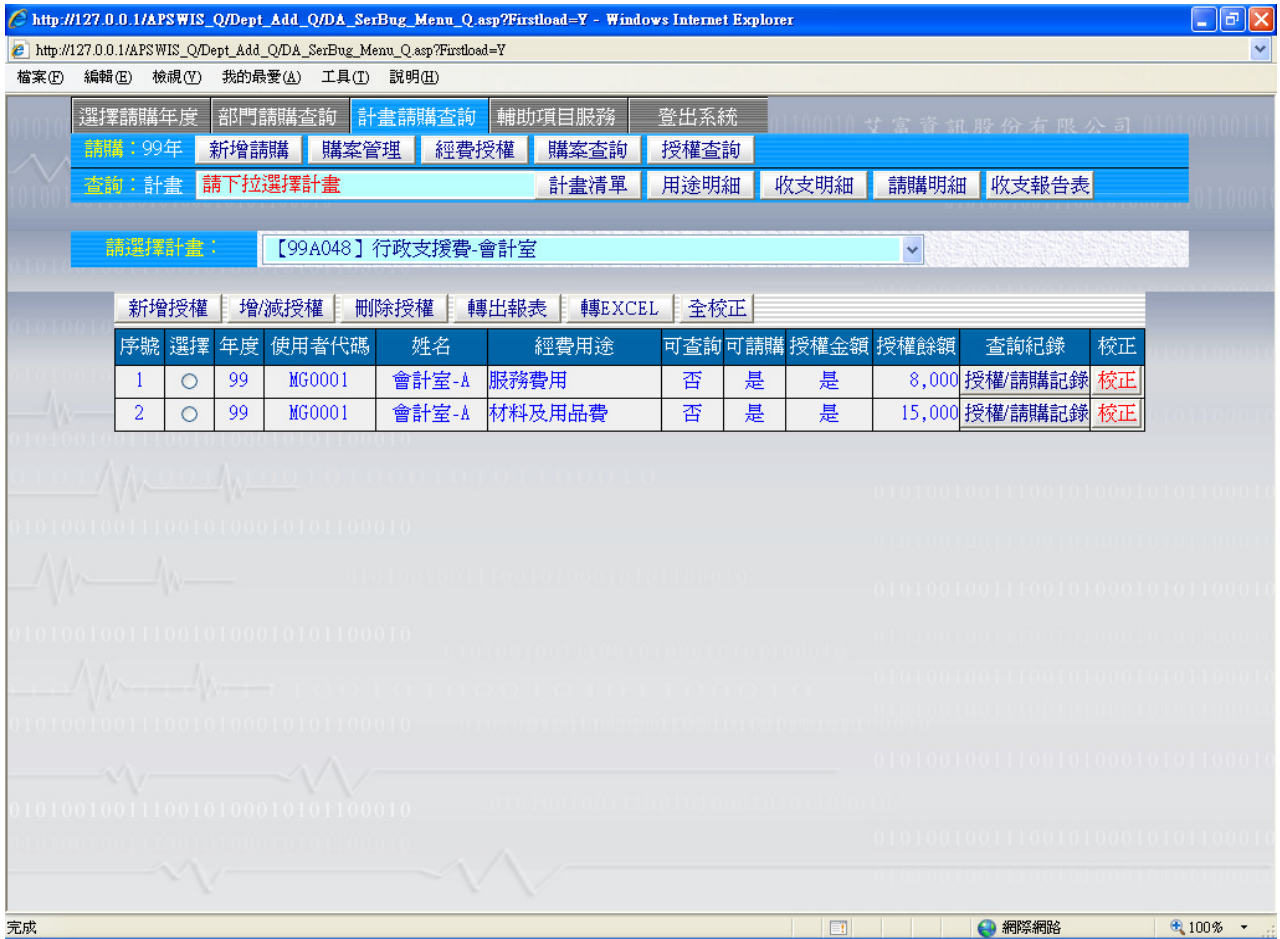 http://127.0.0.1/APSWIS_Q/Dept_Add_Q/DA_SerBug_Menu_Q.asp?Firstload=Y - Windows Internet Explorer
http://127.0.0.1/APSWIS_Q/Dept_Add_Q/DA_SerBug_Menu_Q.asp?Firstload=Y
檔案(F) 編輯(E) 檢視(V) 我的最愛(A) 工具(T) 說明(H)
選擇請購年度 部門請購查詢 計畫請購查詢 輔助項目服務 登出系統
艾富資訊股份有限公司
請購：99年 新增請購 購案管理 經費授權 購案查詢 授權查詢
查詢：計畫 請下拉選擇計畫 計畫清單 用途明細 收支明細 請購明細 收支報告表
請選擇計畫： 【99A048】行政支援費-會計室
新增授權 增/減授權 刪除授權 轉出報表 轉EXCEL 全校正
序號 選擇 年度 使用者代碼 姓名 經費用途 可查詢 可請購 授權金額 授權餘額 查詢紀錄 校正
1 99 MG0001 會計室-A 服務費用 否 是 是 8,000 授權/請購記錄 校正
2 99 MG0001 會計室-A 材料及用品費 否 是 是 15,000 授權/請購記錄 校正
完成 網際網路 100%